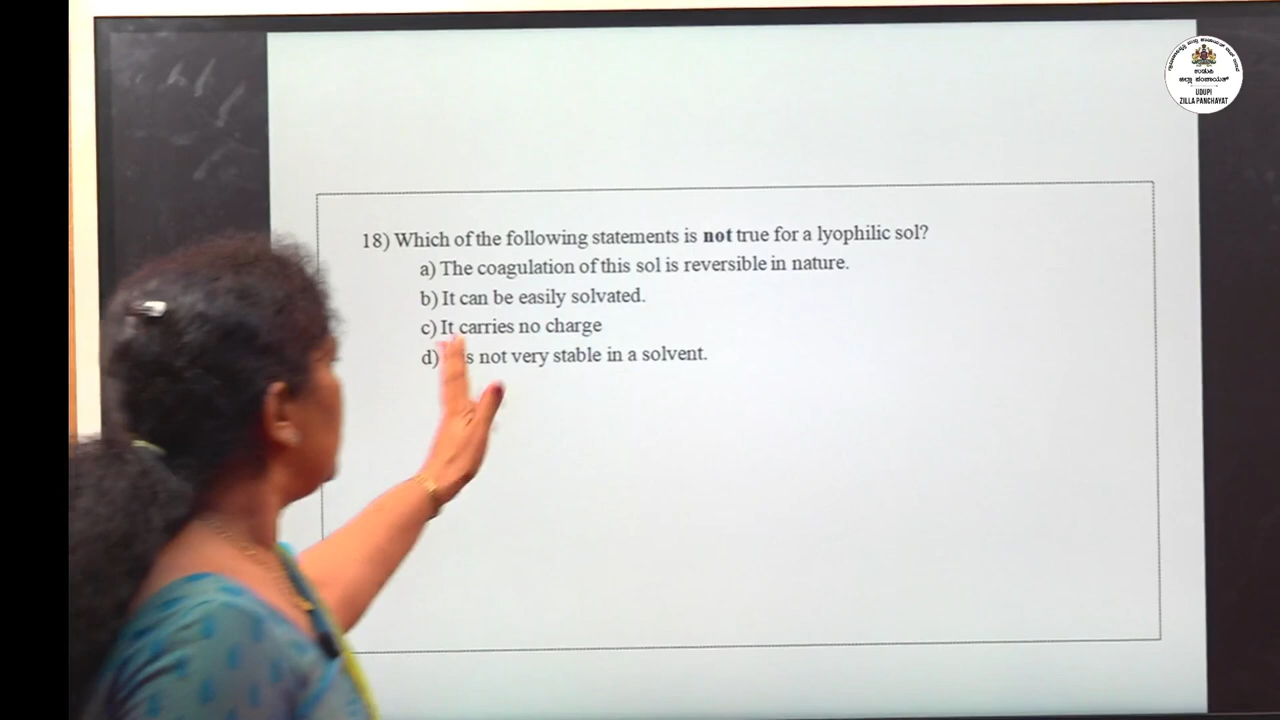 18) Which of the following statements is not true for a lyophilic sol?
a) The coagulation of this sol is reversible in nature.
b) It can be easily solvated.
c) It carries no charge
d) s not very stable in a solvent.
ಉಡುಪಿ
ಜಿಲ್ಲಾ ಪಂಚಾಯತ್
UDUPI
ZILLA PANCHAYAT